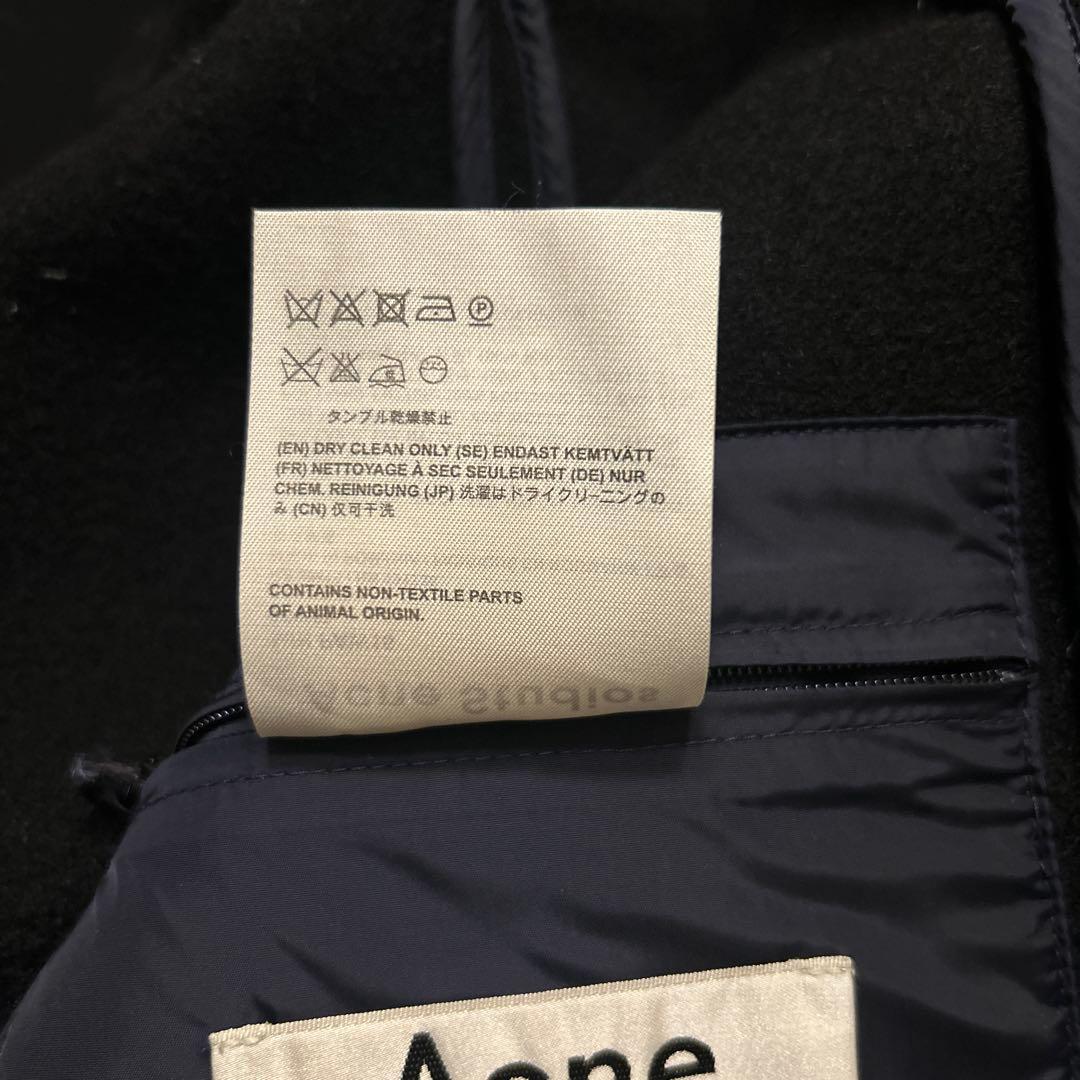 P
タンブル乾燥禁止
(EN) DRY CLEAN ONLY (SE) ENDAST KEMTVÄTT
(FR) NETTOYAGE À SEC SEULEMENT (DE) NUR
CHEM. REINIGUNG (JP) 洗濯はドライクリーニングの
み (CN) 仅可干洗
CONTAINS NON-TEXTILE PARTS
OF ANIMAL ORIGIN.
Acne Studios
Acne